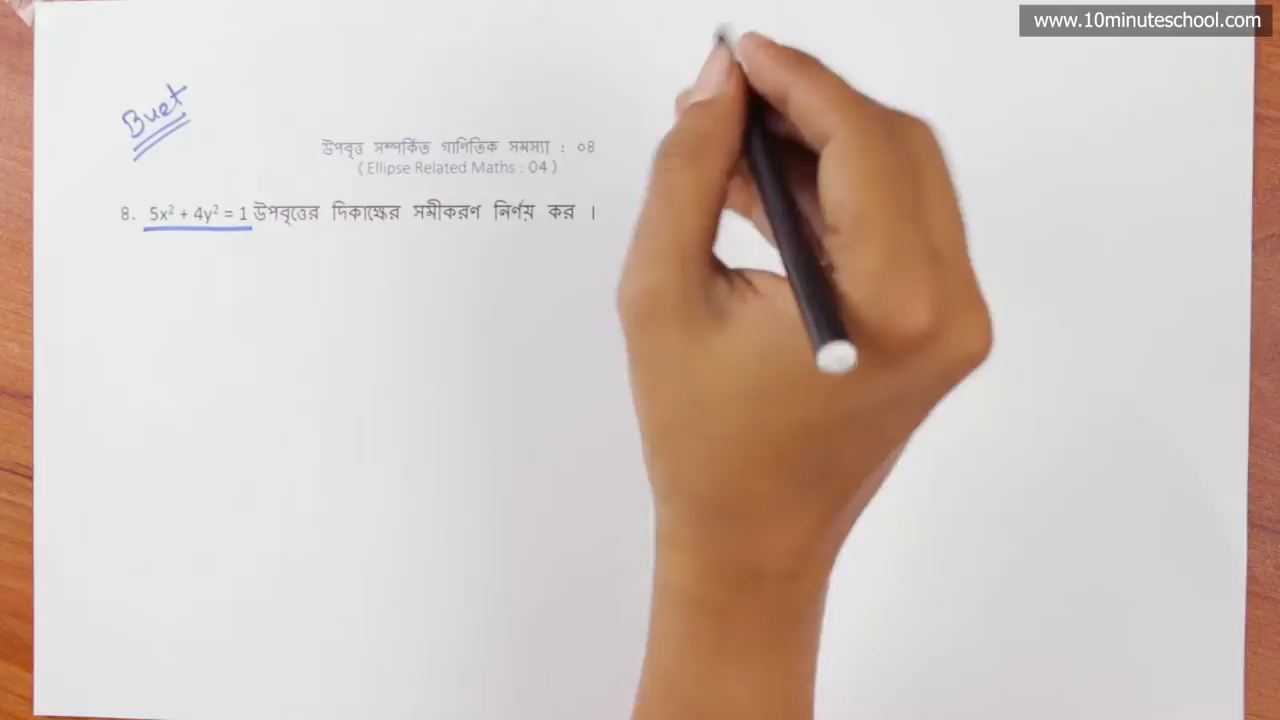 www.10minuteschool.com
Buet
উপবৃত্ত সম্পর্কিত গাণিতিক সমস্যা : ০৪
( Ellipse Related Maths : 04 )
8. 5x² + 4y² = 1 উপবৃত্তের দিকাক্ষের সমীকরণ নির্ণয় কর ।